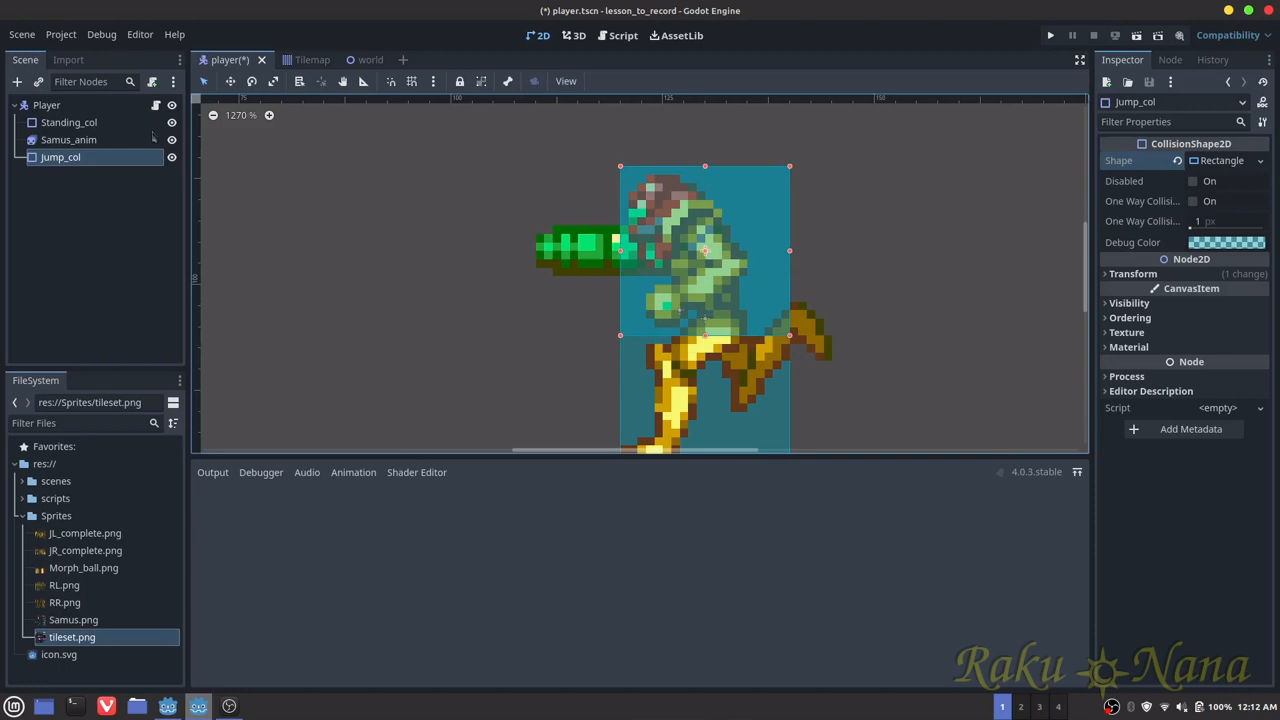 (*) player.tscn - lesson_to_record - Godot Engine
Scene Project Debug Editor Help
2D 3D Script AssetLib
Compatibility
Scene Import
player(*) Tilemap world
Inspector Node History
Filter Nodes
View
Player
Standing_col
Samus_anim
Jump_col
75 100 125 150
1270 %
100
Jump_col
Filter Properties
CollisionShape2D
Shape Rectangle
Disabled On
One Way Collisi... On
One Way Collisi... 1 px
Debug Color
Node2D
Transform (1 change)
CanvasItem
Visibility
Ordering
Texture
Material
Node
Process
Editor Description
Script <empty>
Add Metadata
FileSystem
res://Sprites/tileset.png
Filter Files
Favorites:
res://
scenes
scripts
Sprites
JL_complete.png
JR_complete.png
Morph_ball.png
RL.png
RR.png
Samus.png
tileset.png
icon.svg
Output Debugger Audio Animation Shader Editor
4.0.3.stable
Raku Nana
1 2 3 4
100% 12:12 AM